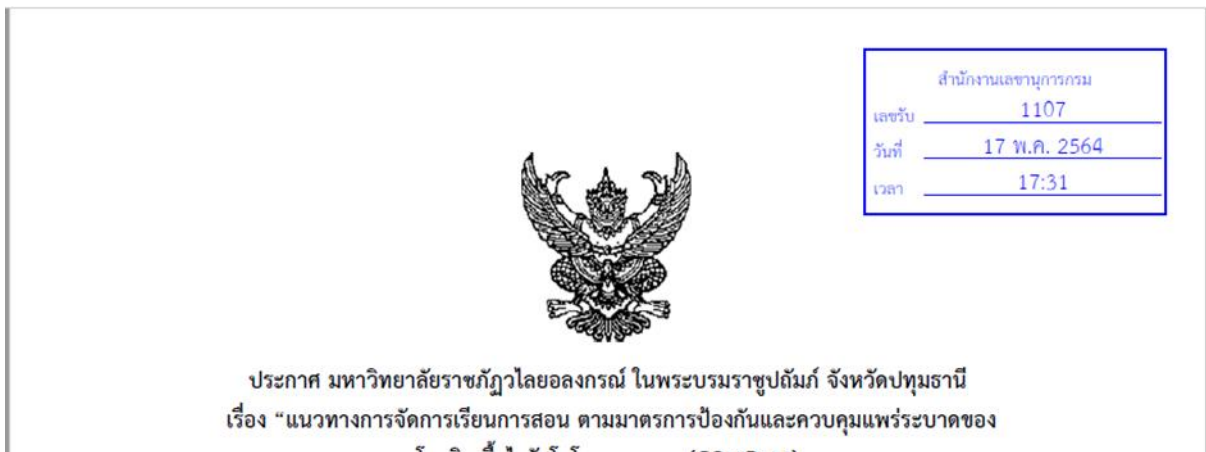 สำนักงานเลขานุการกรม
เลขรับ 1107
วันที่ 17 พ.ค. 2564
เวลา 17:31
ประกาศ มหาวิทยาลัยราชภัฏวไลยอลงกรณ์ ในพระบรมราชูปถัมภ์ จังหวัดปทุมธานี
เรื่อง “แนวทางการจัดการเรียนการสอน ตามมาตรการป้องกันและควบคุมแพร่ระบาดของ